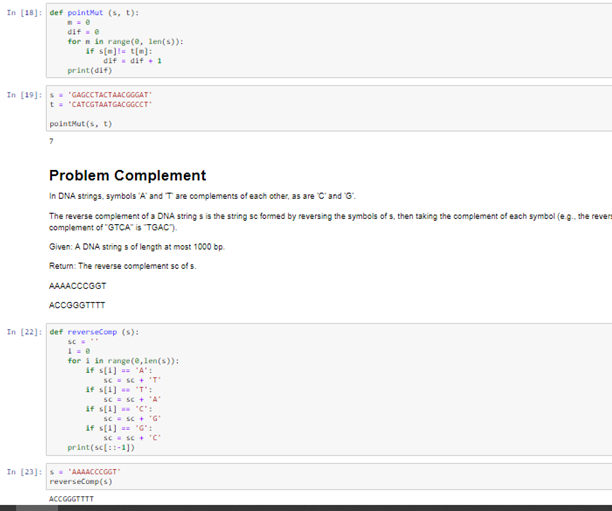 In [18]: def pointMut (s, t):
m = 0
dif = 0
for m in range(0, len(s)):
if s[m]!= t[m]:
dif = dif + 1
print(dif)
In [19]: s = 'GAGCCTACTAACGGGAT'
t = 'CATCGTAATGACGGCCT'
pointMut(s, t)
7
Problem Complement
In DNA strings, symbols 'A' and 'T' are complements of each other, as are 'C' and 'G'.
The reverse complement of a DNA string s is the string sc formed by reversing the symbols of s, then taking the complement of each symbol (e.g., the revers
complement of "GTCA" is "TGAC").
Given: A DNA string s of length at most 1000 bp.
Return: The reverse complement sc of s.
AAAACCCGGT
ACCGGGTTTT
In [22]: def reverseComp (s):
sc = ''
i = 0
for i in range(0,len(s)):
if s[i] == 'A':
sc = sc + 'T'
if s[i] == 'T':
sc = sc + 'A'
if s[i] == 'C':
sc = sc + 'G'
if s[i] == 'G':
sc = sc + 'C'
print(sc[::-1])
In [23]: s = 'AAAACCCGGT'
reverseComp(s)
ACCGGGTTTT